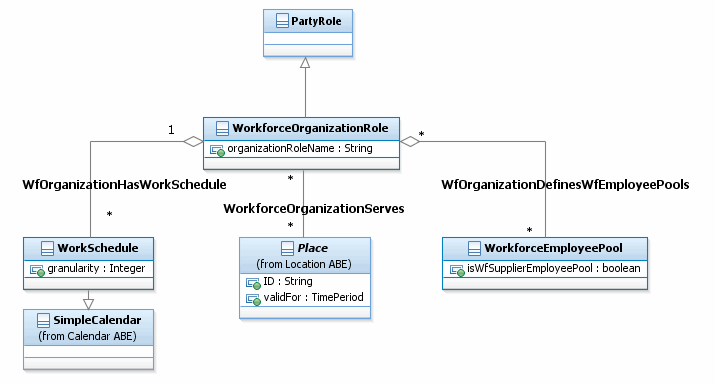 PartyRole
WorkforceOrganizationRole
organizationRoleName : String
1
*
WfOrganizationHasWorkSchedule
*
*
WorkforceOrganizationServes
*
WfOrganizationDefinesWfEmployeePools
*
WorkSchedule
granularity : Integer
Place
(from Location ABE)
ID : String
validFor : TimePeriod
WorkforceEmployeePool
isWfSupplierEmployeePool : boolean
SimpleCalendar
(from Calendar ABE)